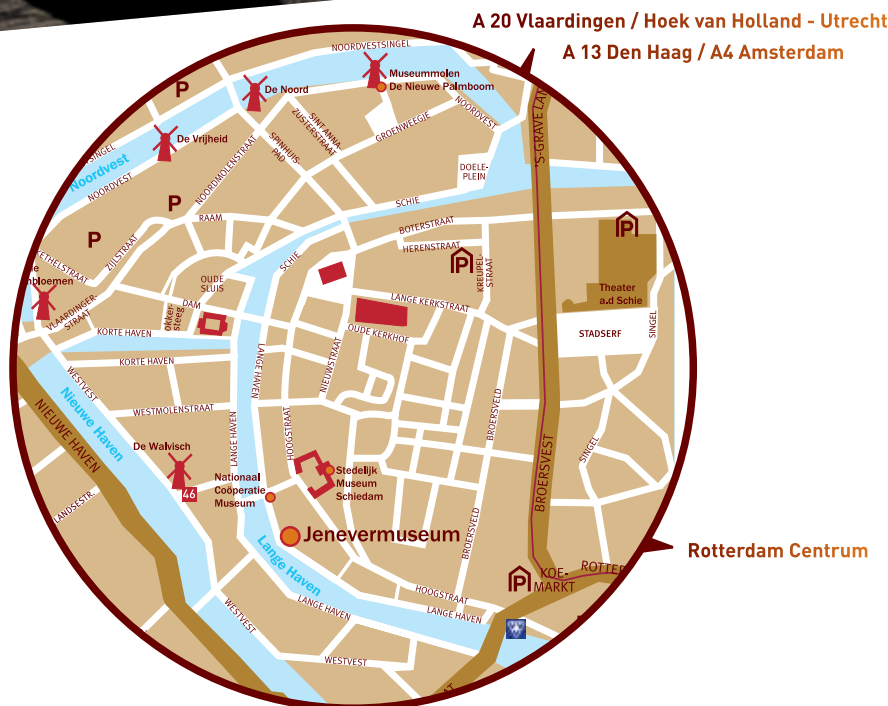 A 20 Vlaardingen / Hoek van Holland - Utrecht
A 13 Den Haag / A4 Amsterdam
NOORDVESTSINGEL
Museummolen
De Nieuwe Palmboom
P
De Noord
'S-GRAVE LAN
NOORDVEST
SINT ANNA-
ZUSTERSTRAAT
GROENWEEGJE
De Vrijheid
SPINHUIS-
PAD
NOORDMOLENSTRAAT
SINGEL
Noordvest
NOORDVEST
DOELE-
PLEIN
P
SCHIE
RAAM
BOTERSTRAAT
P
P
ZIJLSTRAAT
HERENSTRAAT
ETHELSTRAAT
SCHIE
P
KREUPEL-
STRAAT
OUDE
SLUIS
Theater
a.d Schie
nbloemen
VLAARDINGER-
STRAAT
DAM
LANGE KERKSTRAAT
SINGEL
KORTE HAVEN
OUDE KERKHOF
STADSERF
KORTE HAVEN
LANGE HAVEN
NIEUWSTRAAT
WESTVEST
Nieuwe Haven
NIEUWE HAVEN
WESTMOLENSTRAAT
LANGE HAVEN
HOOGSTRAAT
BROERSVELD
De Walvisch
SINGEL
46
Nationaal
Coöperatie
Museum
Stedelijk
Museum
Schiedam
BROERSVEST
LANDSESTR.
Jenevermuseum
BROERSVELD
Rotterdam Centrum
Lange Haven
P
KOE-
MARKT
ROTTER
HOOGSTRAAT
LANGE HAVEN
LANGE HAVEN
WESTVEST
WESTVEST